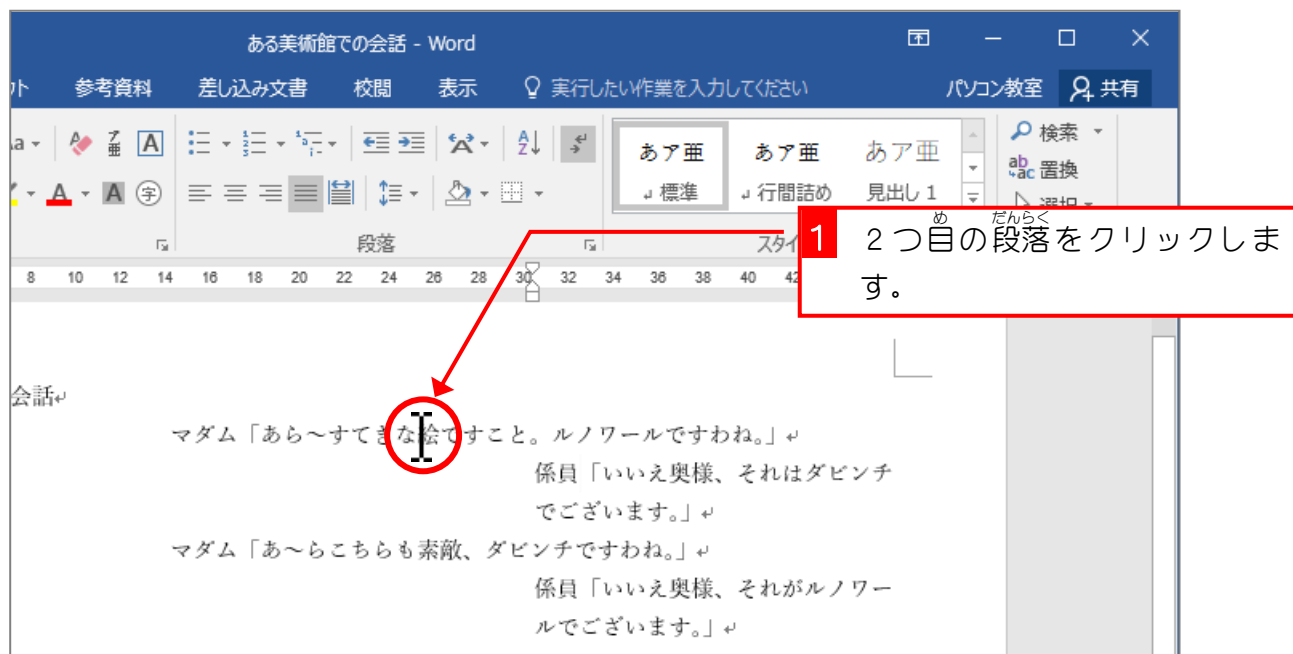 ある美術館での会話 - Word
ット 参考資料 差し込み文書 校閲 表示 実行したい作業を入力してください パソコン教室 共有
検索
あア亜 あア亜 あア亜
置換
標準 行間詰め 見出し 1
選択
段落 スタイ
8 10 12 14 16 18 20 22 24 26 28 30 32 34 36 38 40 42
1 2つ目の段落をクリックしま
め だんらく
す。
会話↵
マダム「あら～すてきな絵ですこと。ルノワールですわね。」↵
係員「いいえ奥様、それはダビンチ
でございます。」↵
マダム「あ～らこちらも素敵、ダビンチですわね。」↵
係員「いいえ奥様、それがルノワー
ルでございます。」↵